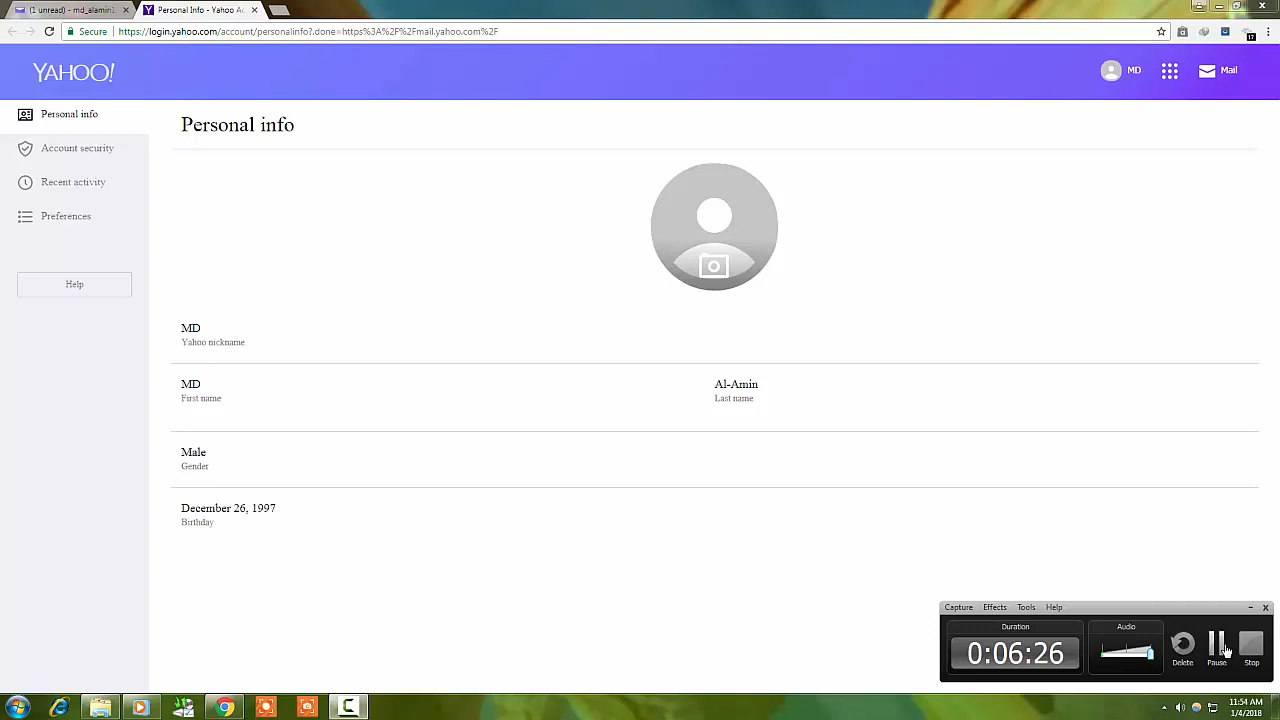 (1 unread) - md_alamin1
Personal Info - Yahoo Ac
Secure
https://login.yahoo.com/account/personalinfo?.done=https%3A%2F%2Fmail.yahoo.com%2F
17
YAHOO!
MD
Mail
Personal info
Account security
Recent activity
Preferences
Help
Personal info
MD
Yahoo nickname
MD
First name
Al-Amin
Last name
Male
Gender
December 26, 1997
Birthday
Capture Effects Tools Help
Duration
0:06:26
Audio
Delete
Pause
Stop
11:54 AM
1/4/2018